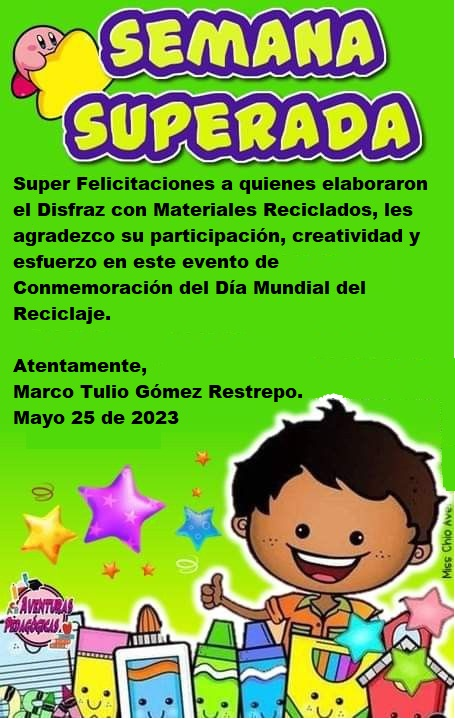 SEMANA
SUPERADA
Super Felicitaciones a quienes elaboraron
el Disfraz con Materiales Reciclados, les
agradezco su participación, creatividad y
esfuerzo en este evento de
Conmemoración del Día Mundial del
Reciclaje.
Atentamente,
Marco Tulio Gómez Restrepo.
Mayo 25 de 2023
Miss Chio Ave.
AVENTURAS
PEDAGÓGICAS